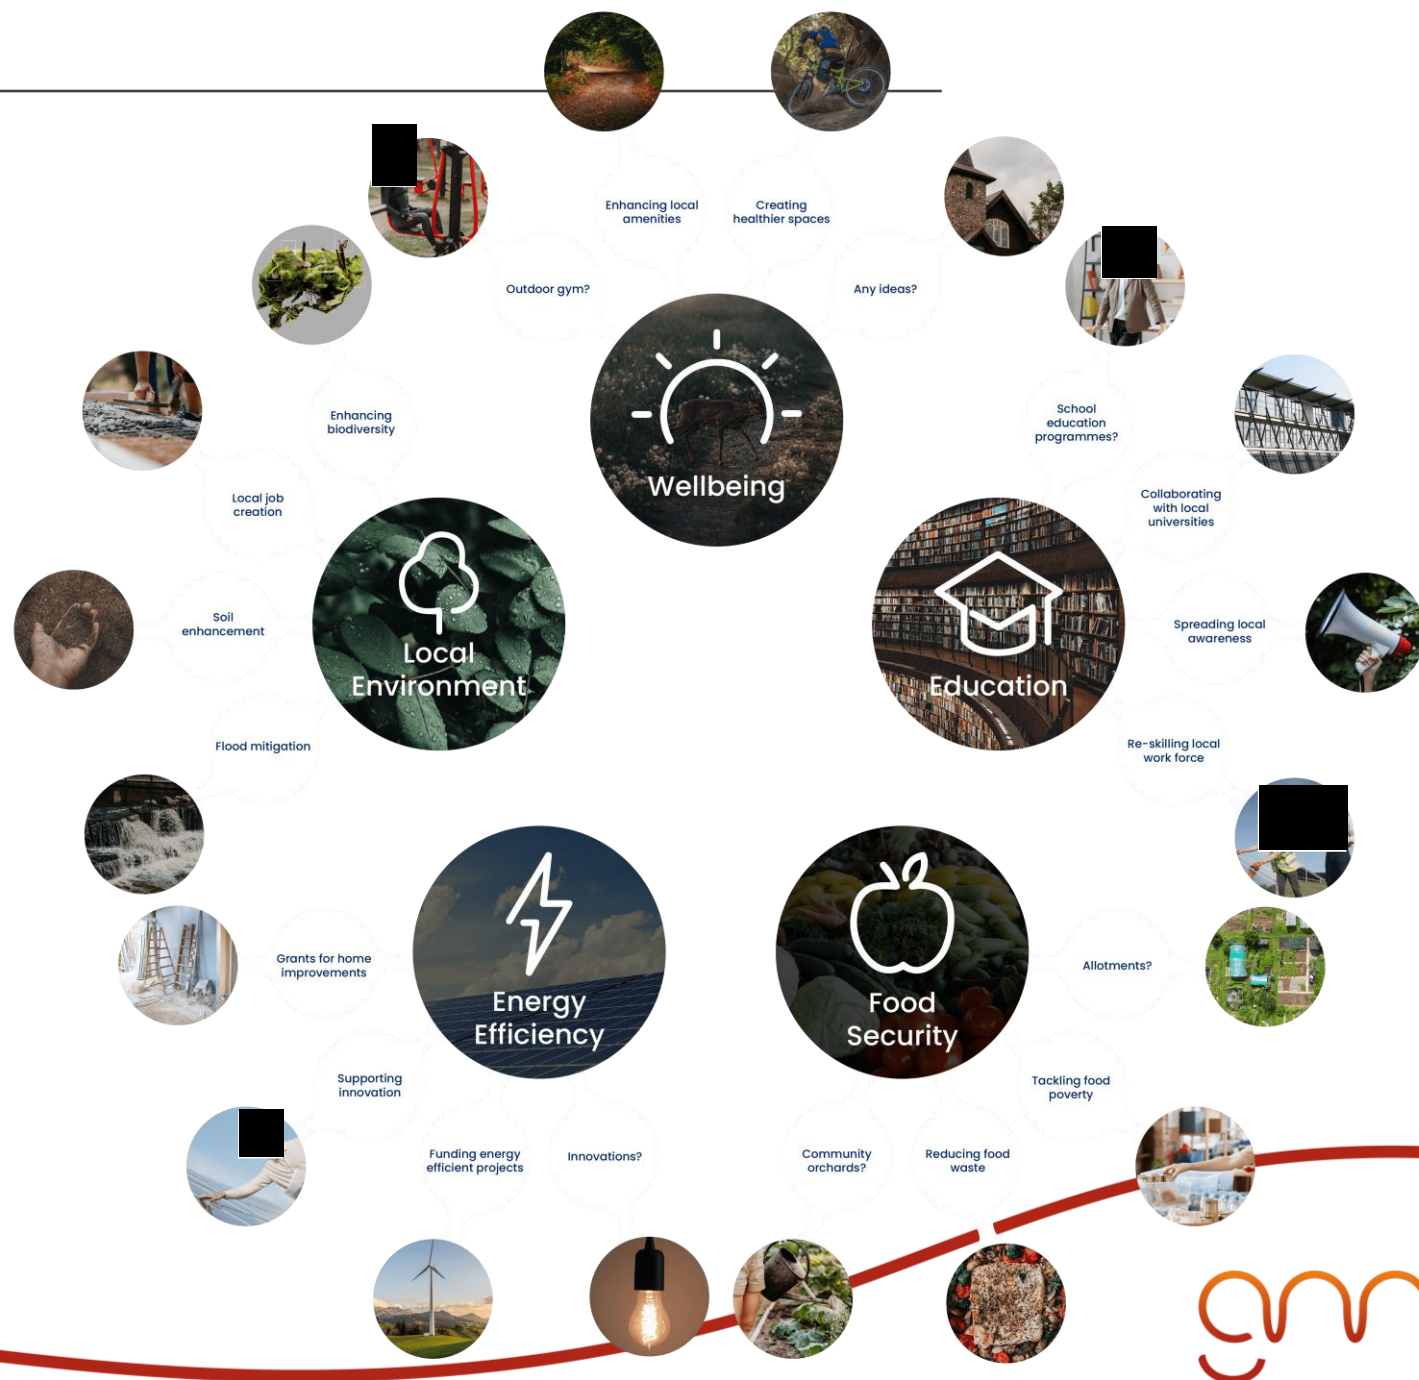 Enhancing local
amenities
Creating
healthier spaces
Outdoor gym?
Any ideas?
Wellbeing
Enhancing
biodiversity
Local job
creation
Soil
enhancement
Flood mitigation
Local
Environment
School
education
programmes?
Collaborating
with local
universities
Spreading local
awareness
Re-skilling local
work force
Education
Grants for home
improvements
Supporting
innovation
Funding energy
efficient projects
Innovations?
Energy
Efficiency
Allotments?
Tackling food
poverty
Reducing food
waste
Community
orchards?
Food
Security